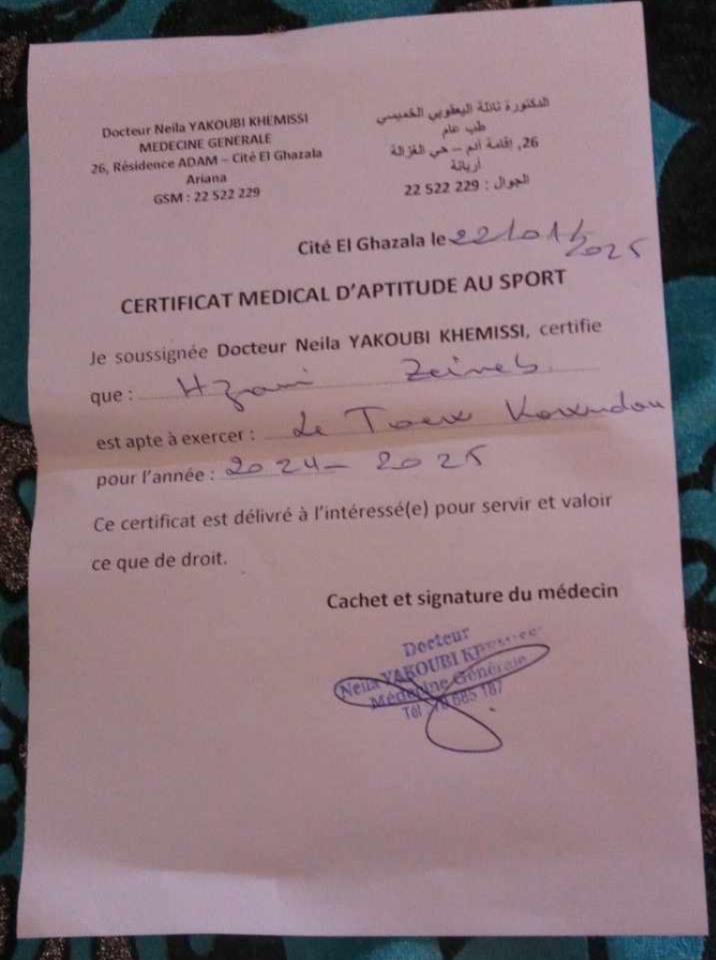 Docteur Neila YAKOUBI KHEMISSI
MEDECINE GENERALE
26, Résidence ADAM – Cité El Ghazala
Ariana
GSM : 22 522 229
الدكتورة نائلة اليعقوبي الخميسي
طب عام
26, إقامة آدم – حي الغزالة
أريانة
الجوال : 229 522 22
Cité El Ghazala le 22/01/2025
CERTIFICAT MEDICAL D'APTITUDE AU SPORT
Je soussignée Docteur Neila YAKOUBI KHEMISSI, certifie
que : Hzami Zeineb
est apte à exercer : Le
pour l'année : 2024 - 2025
Ce certificat est délivré à l'intéressé(e) pour servir et valoir
ce que de droit.
Cachet et signature du médecin
Docteur
Neila YAKOUBI
Médecine Générale
Tél 685 187